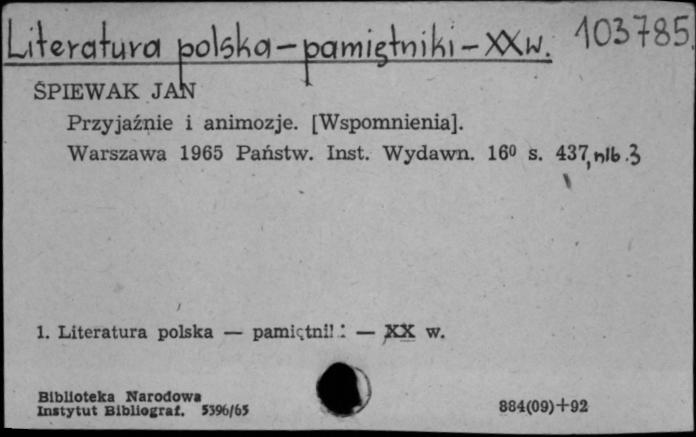 Literatura polska – pamiętniki – XX w. 103785
ŚPIEWAK JAN
Przyjaźnie i animozje. [Wspomnienia].
Warszawa 1965 Państw. Inst. Wydawn. 16⁰ s. 437, nlb. 3
1. Literatura polska — pamiętniki — XX w.
Biblioteka Narodowa
Instytut Bibliograf. 5396/65
884(09)+92